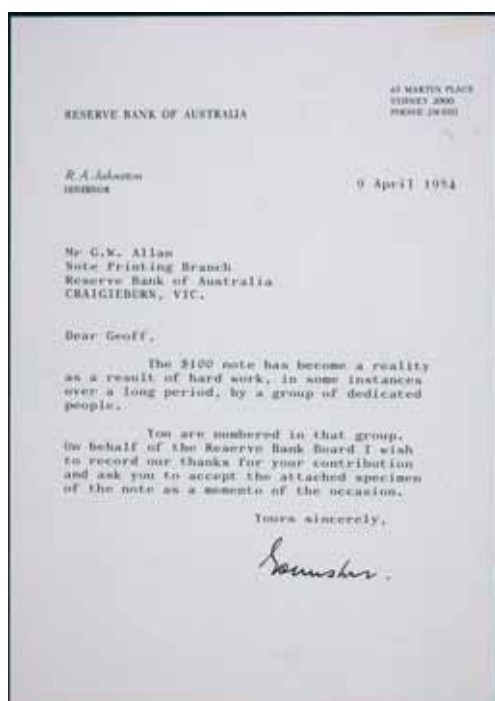 65 MARTIN PLACE
SYDNEY 2000
RESERVE BANK OF AUSTRALIA
R.A. Johnston
GOVERNOR
9 April 1984
Mr G.W. Allan
Note Printing Branch
Reserve Bank of Australia
CRAIGIEBURN, VIC.
Dear Geoff,
The $100 note has become a reality
as a result of hard work, in some instances
over a long period, by a group of dedicated
people.
You are numbered in that group.
On behalf of the Reserve Bank Board I wish
to record our thanks for your contribution
and ask you to accept the attached specimen
of the note as a memento of the occasion.
Yours sincerely,